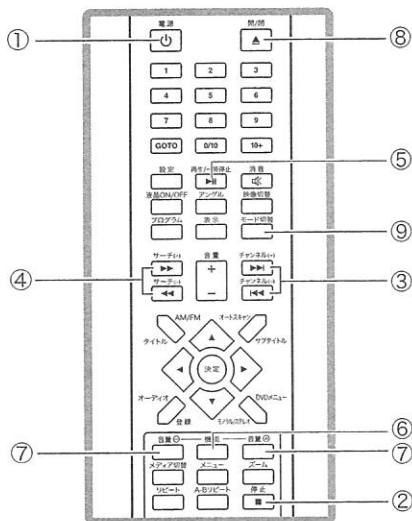 電源 開/閉
① ⑧
1 2 3
4 5 6
7 8 9
GOTO 0/10 10+
⑤
設定 再生/一時停止 消音
液晶ON/OFF アングル 映像切替
プログラム 表示 モード切替
⑨
サーチ(+) 音量 チャンネル(+)
+
④ ③
サーチ(-) チャンネル(-)
−
AM/FM オートスキャン
タイトル サブタイトル
決定
オーディオ DVDメニュー
登録 モノラル/ステレオ
⑥
音量⊖ 機能 音量⊕
⑦ ⑦
メディア切替 メニュー ズーム
リピート A-Bリピート 停止
②